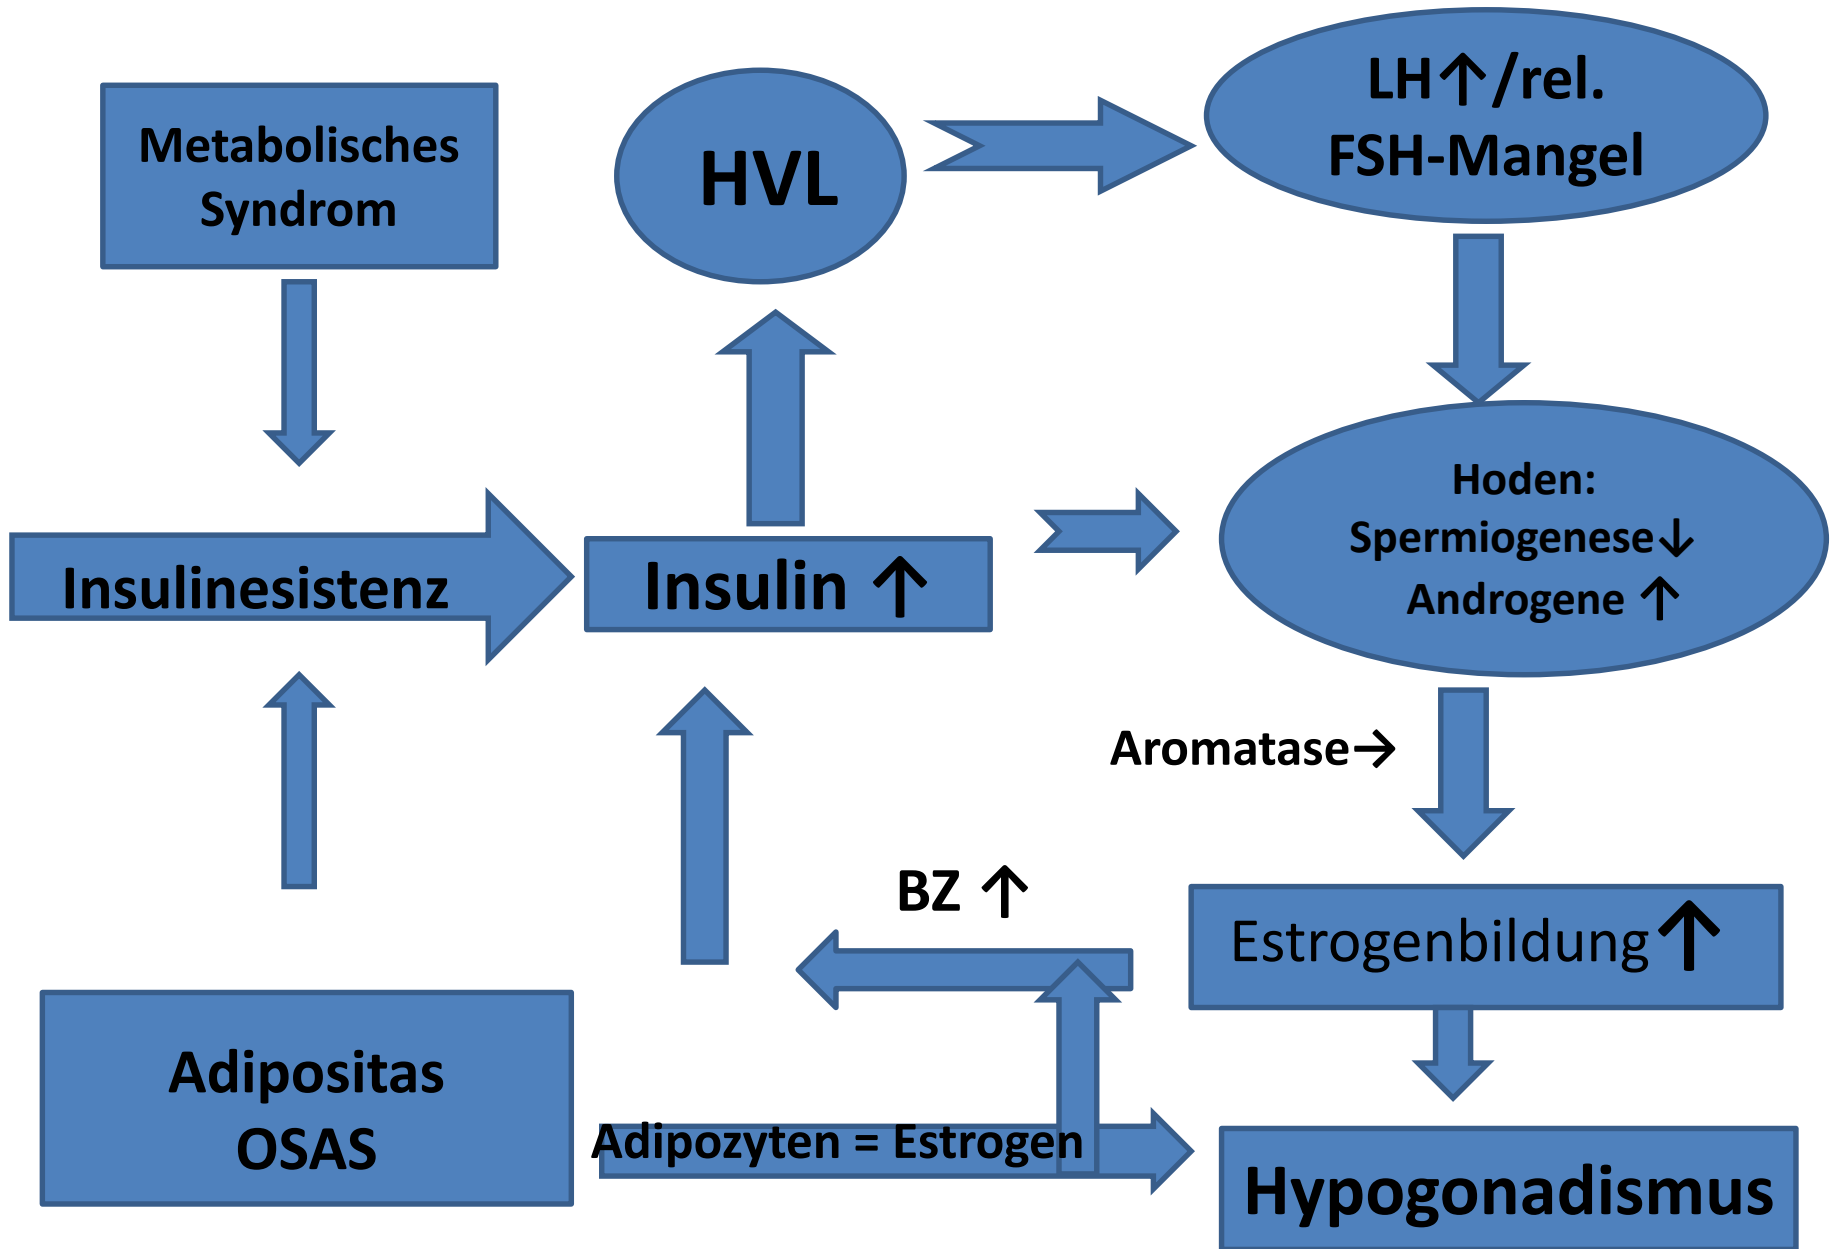 Metabolisches
Syndrom
HVL
LH↑/rel.
FSH-Mangel
Insulinesistenz
Insulin ↑
Hoden:
Spermiogenese↓
Androgene ↑
Aromatase→
BZ ↑
Estrogenbildung↑
Adipositas
OSAS
Adipozyten = Estrogen
Hypogonadismus